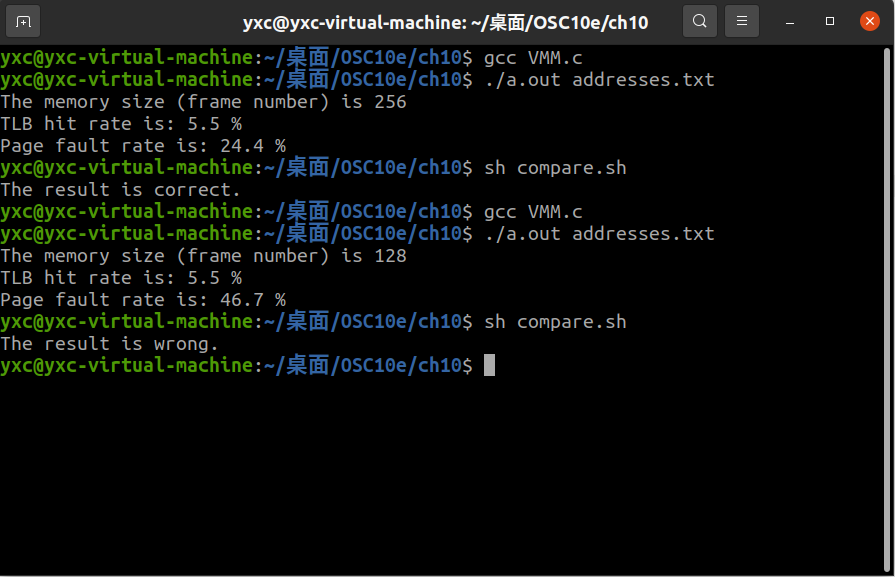 yxc@yxc-virtual-machine: ~/桌面/OSC10e/ch10
yxc@yxc-virtual-machine:~/桌面/OSC10e/ch10$ gcc VMM.c
yxc@yxc-virtual-machine:~/桌面/OSC10e/ch10$ ./a.out addresses.txt
The memory size (frame number) is 256
TLB hit rate is: 5.5 %
Page fault rate is: 24.4 %
yxc@yxc-virtual-machine:~/桌面/OSC10e/ch10$ sh compare.sh
The result is correct.
yxc@yxc-virtual-machine:~/桌面/OSC10e/ch10$ gcc VMM.c
yxc@yxc-virtual-machine:~/桌面/OSC10e/ch10$ ./a.out addresses.txt
The memory size (frame number) is 128
TLB hit rate is: 5.5 %
Page fault rate is: 46.7 %
yxc@yxc-virtual-machine:~/桌面/OSC10e/ch10$ sh compare.sh
The result is wrong.
yxc@yxc-virtual-machine:~/桌面/OSC10e/ch10$